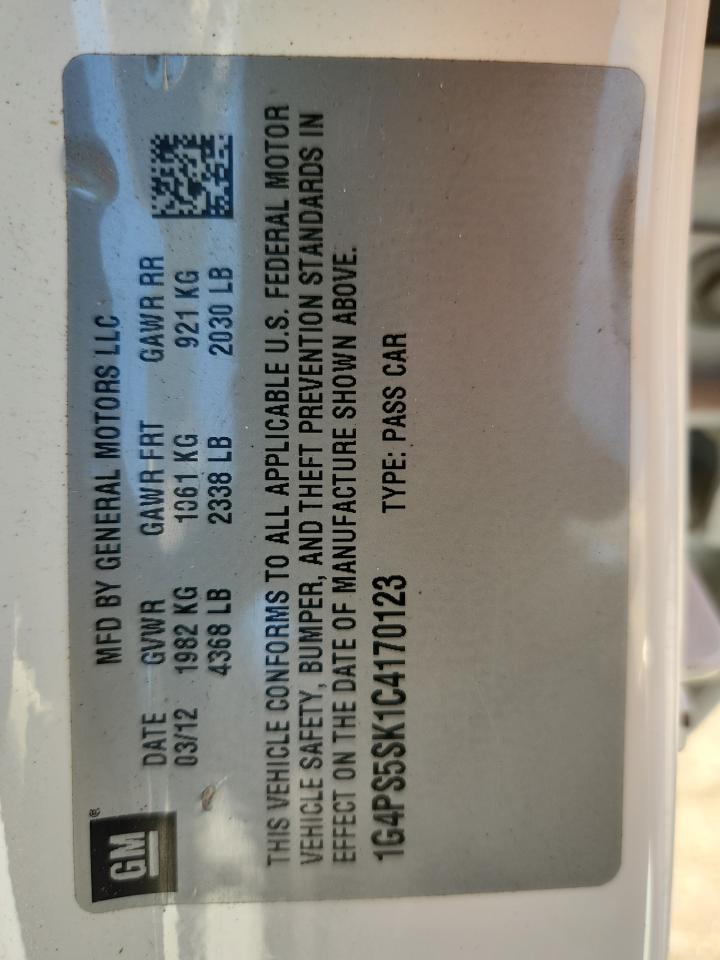 GM®
MFD BY GENERAL MOTORS LLC
DATE GVWR GAWR FRT GAWR RR
03/12 1982 KG 1061 KG 921 KG
4368 LB 2338 LB 2030 LB
THIS VEHICLE CONFORMS TO ALL APPLICABLE U.S. FEDERAL MOTOR
VEHICLE SAFETY, BUMPER, AND THEFT PREVENTION STANDARDS IN
EFFECT ON THE DATE OF MANUFACTURE SHOWN ABOVE.
1G4PS5SK1C4170123 TYPE: PASS CAR